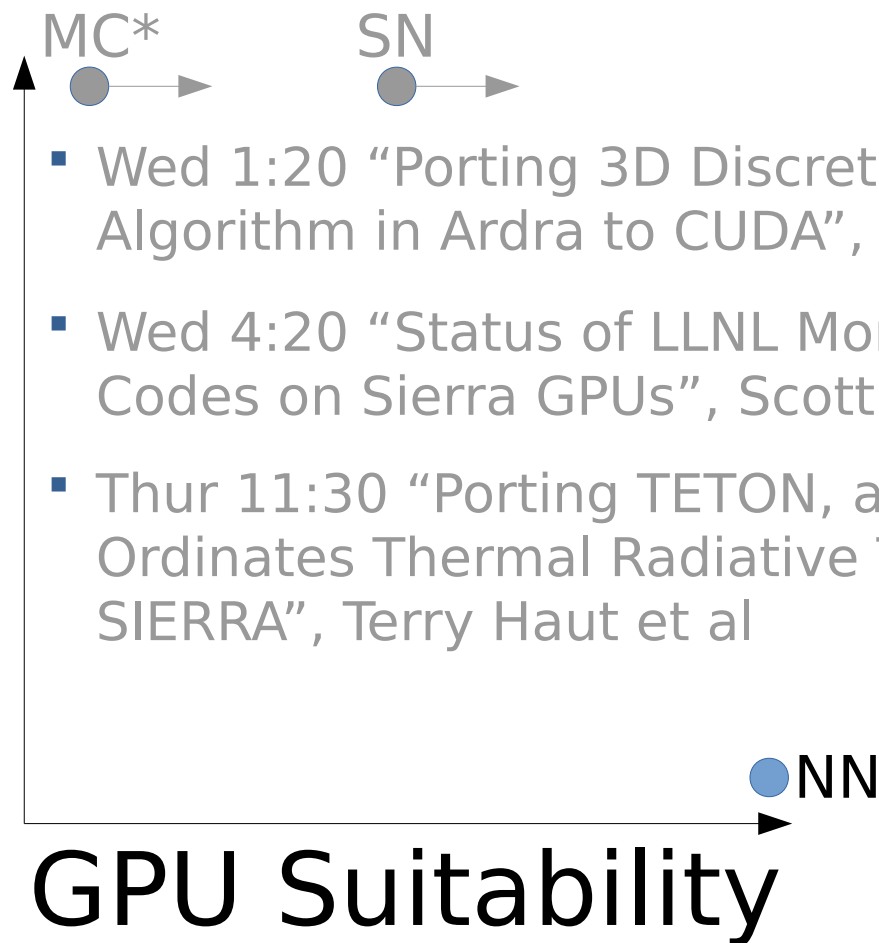 MC* SN
Wed 1:20 “Porting 3D Discret
Algorithm in Ardra to CUDA”,
Wed 4:20 “Status of LLNL Mo
Codes on Sierra GPUs”, Scott
Thur 11:30 “Porting TETON, a
Ordinates Thermal Radiative
SIERRA”, Terry Haut et al
NN
GPU Suitability